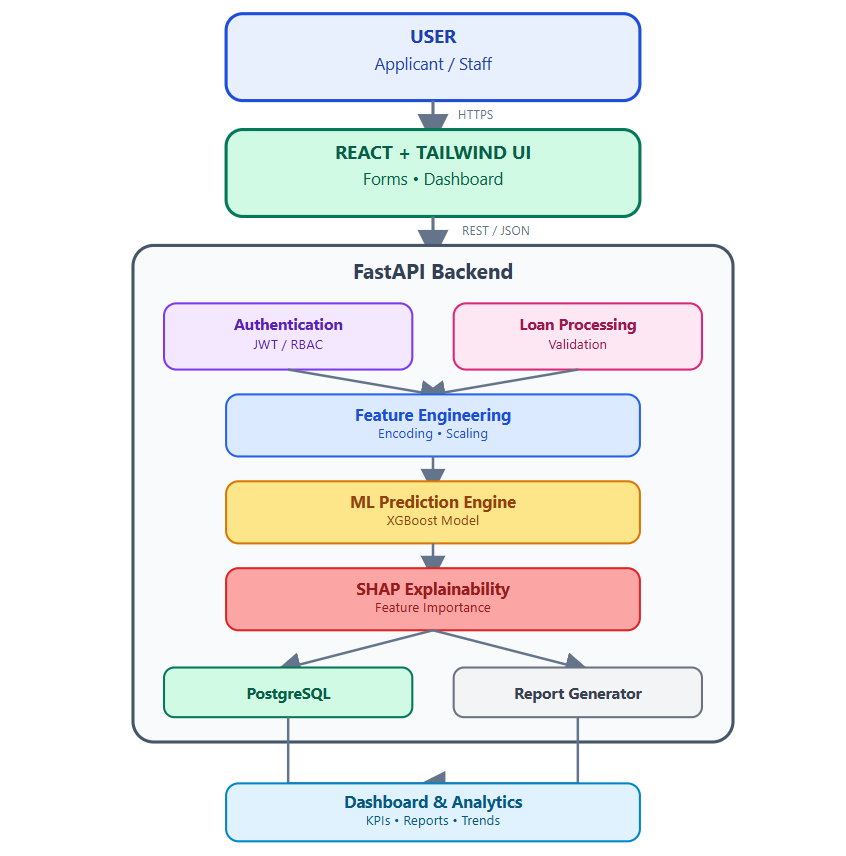 USER
Applicant / Staff
HTTPS
REACT + TAILWIND UI
Forms • Dashboard
REST / JSON
FastAPI Backend
Authentication
JWT / RBAC
Loan Processing
Validation
Feature Engineering
Encoding • Scaling
ML Prediction Engine
XGBoost Model
SHAP Explainability
Feature Importance
PostgreSQL
Report Generator
Dashboard & Analytics
KPIs • Reports • Trends